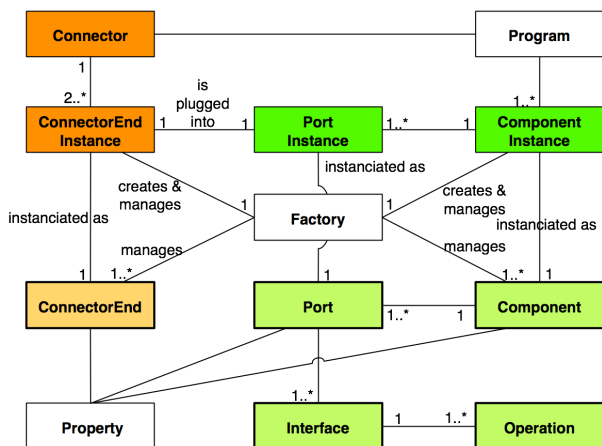 Connector
Program
1
2..*
is
plugged
into
1..*
ConnectorEnd
Instance
1
1
Port
Instance
1..*
1
Component
Instance
instanciated as
creates &
manages
creates &
manages
instanciated as
1
Factory
1
instanciated as
manages
manages
1
1..*
1
1..*
1
ConnectorEnd
Port
1..*
1
Component
1..*
Property
Interface
1
1..*
Operation